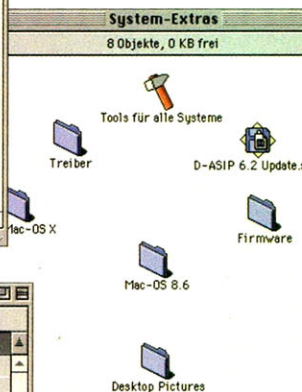 System-Extras
8 Objekte, 0 KB frei
Tools für alle Systeme
Treiber
D-ASIP 6.2 Update.s
Mac-OS X
Firmware
Mac-OS 8.6
Desktop Pictures